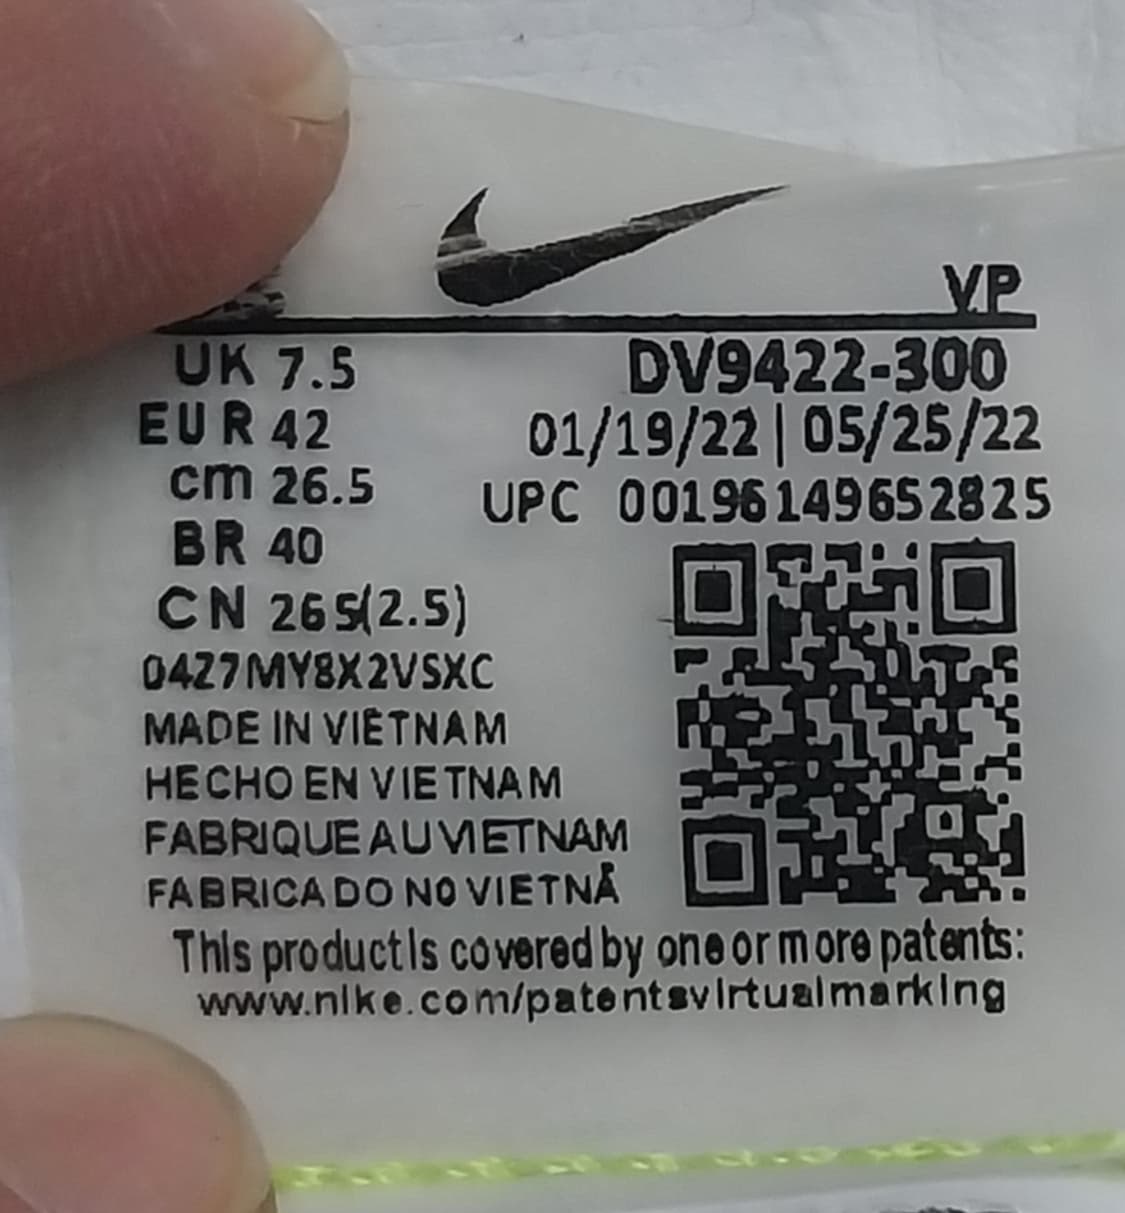 VP
UK 7.5
DV9422-300
EUR 42
01/19/22 | 05/25/22
cm 26.5
UPC 00196149652825
BR 40
CN 265(2.5)
04Z7MY8X2VSXC
MADE IN VIETNAM
HECHO EN VIETNAM
FABRIQUE AU VIETNAM
FABRICADO NO VIETNÃ
This product is covered by one or more patents:
www.nike.com/patentsvirtualmarking